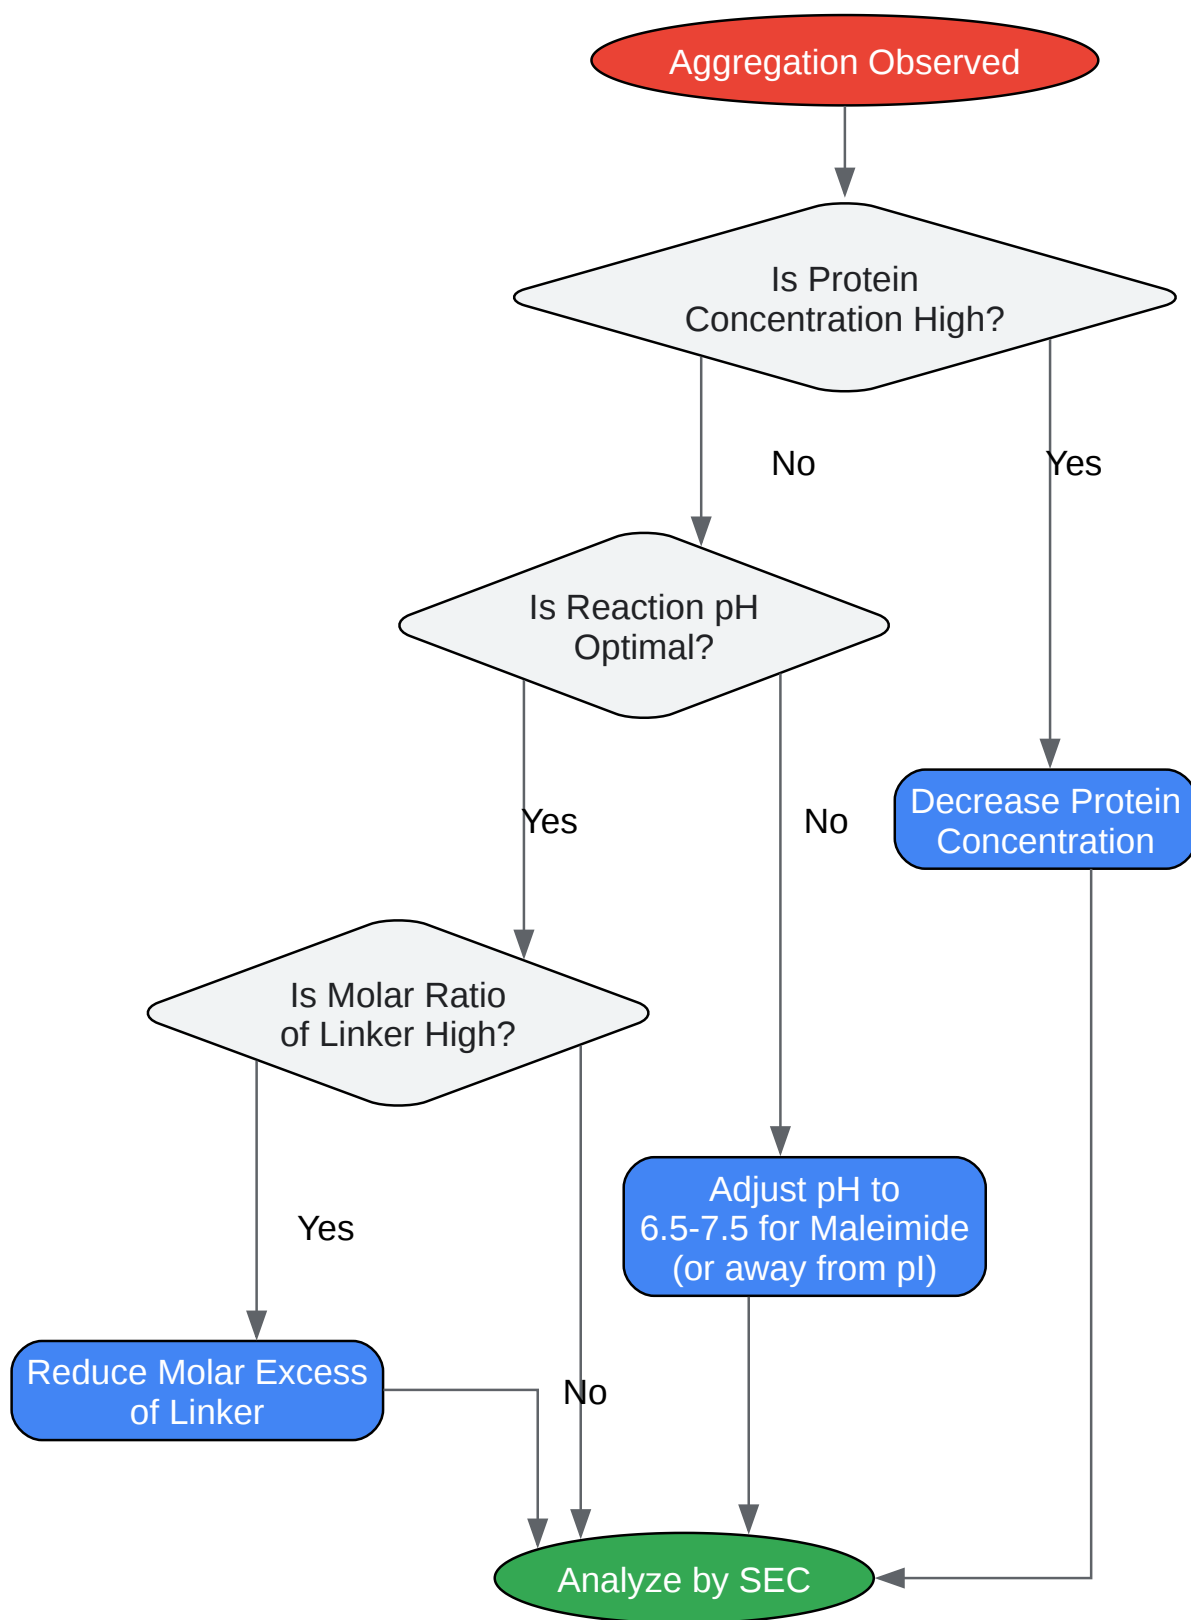 Aggregation Observed
Is Protein
Concentration High?
No
Yes
Is Reaction pH
Optimal?
Yes
No
Decrease Protein
Concentration
Is Molar Ratio
of Linker High?
Yes
No
Adjust pH to
6.5-7.5 for Maleimide
(or away from pI)
Reduce Molar Excess
of Linker
Analyze by SEC